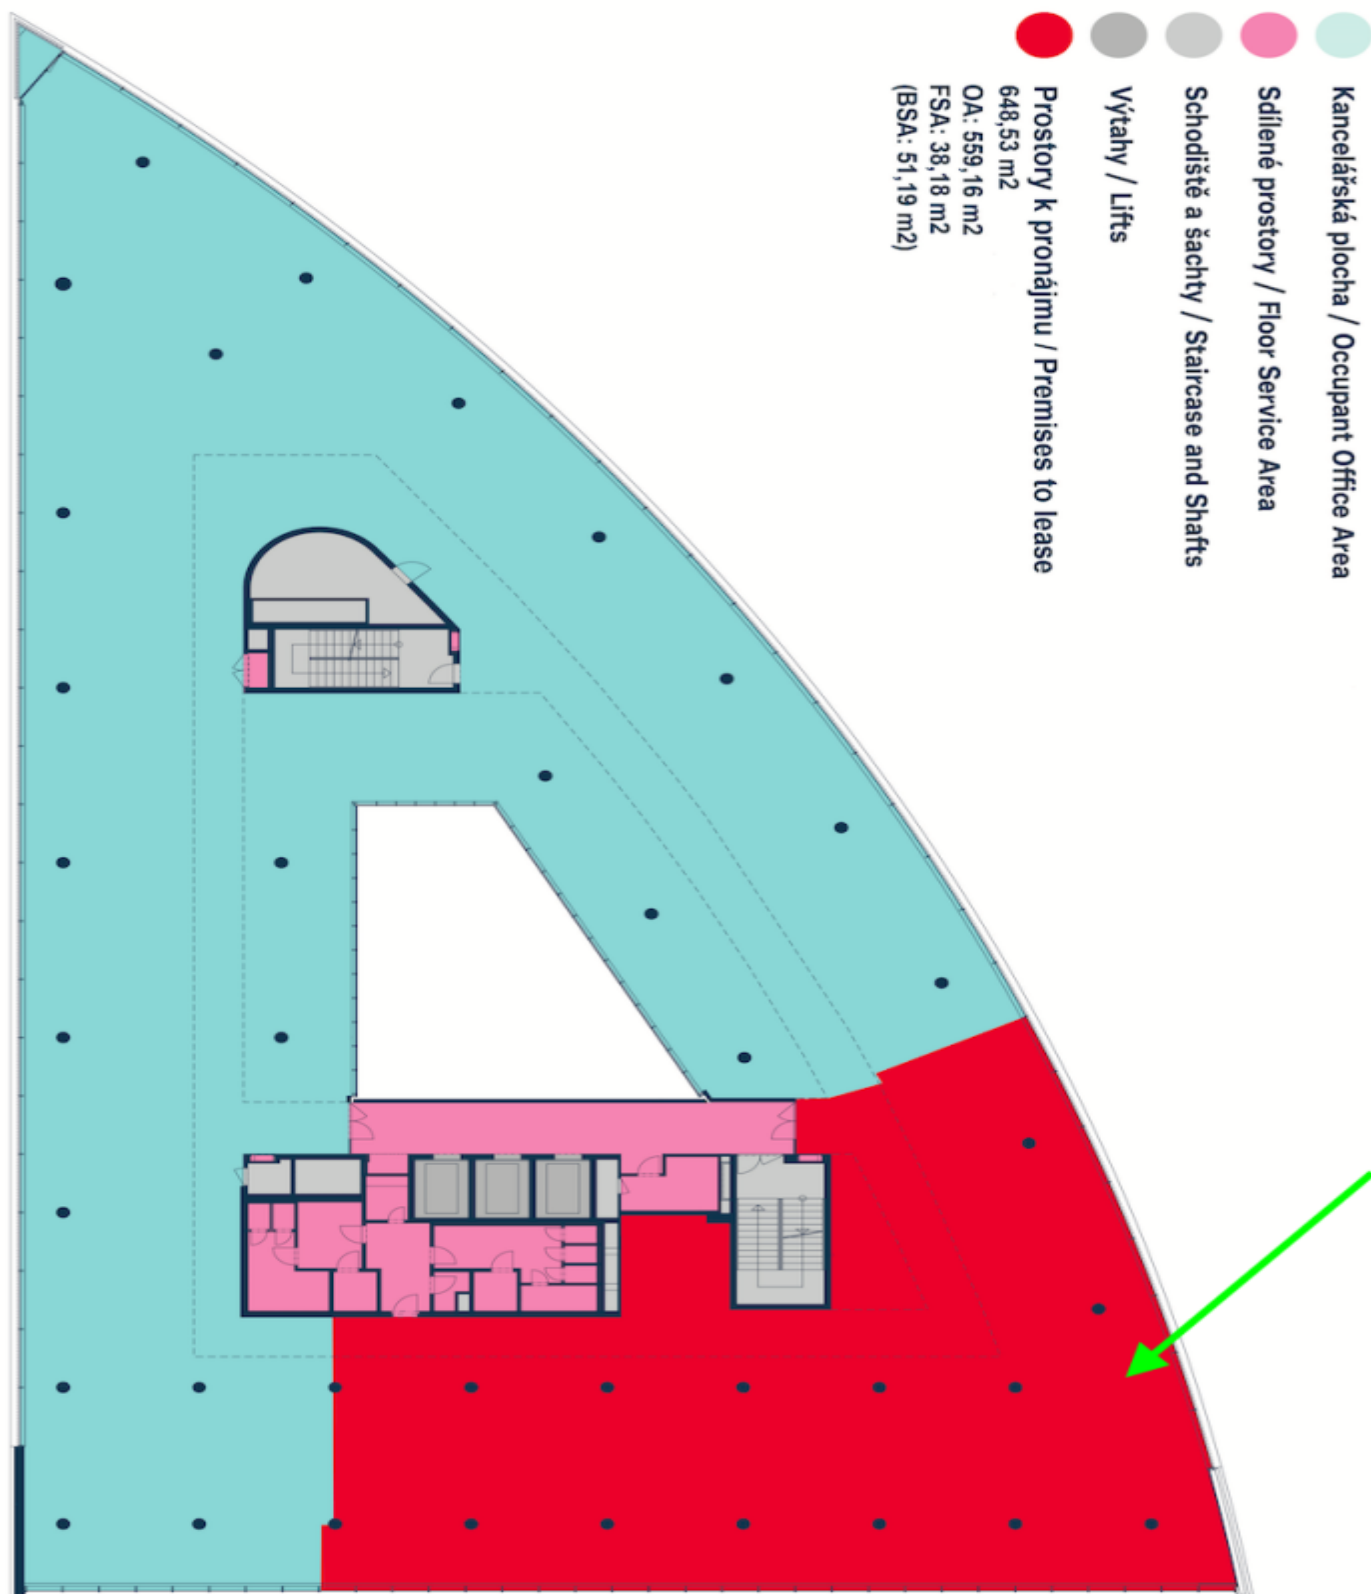 Kancelářská plocha / Occupant Office Area
Sdílené prostory / Floor Service Area
Schodiště a šachty / Staircase and Shafts
Výtahy / Lifts
Prostory k pronájmu / Premises to lease
648,53 m2
OA: 559,16 m2
FSA: 38,18 m2
(BSA: 51,19 m2)